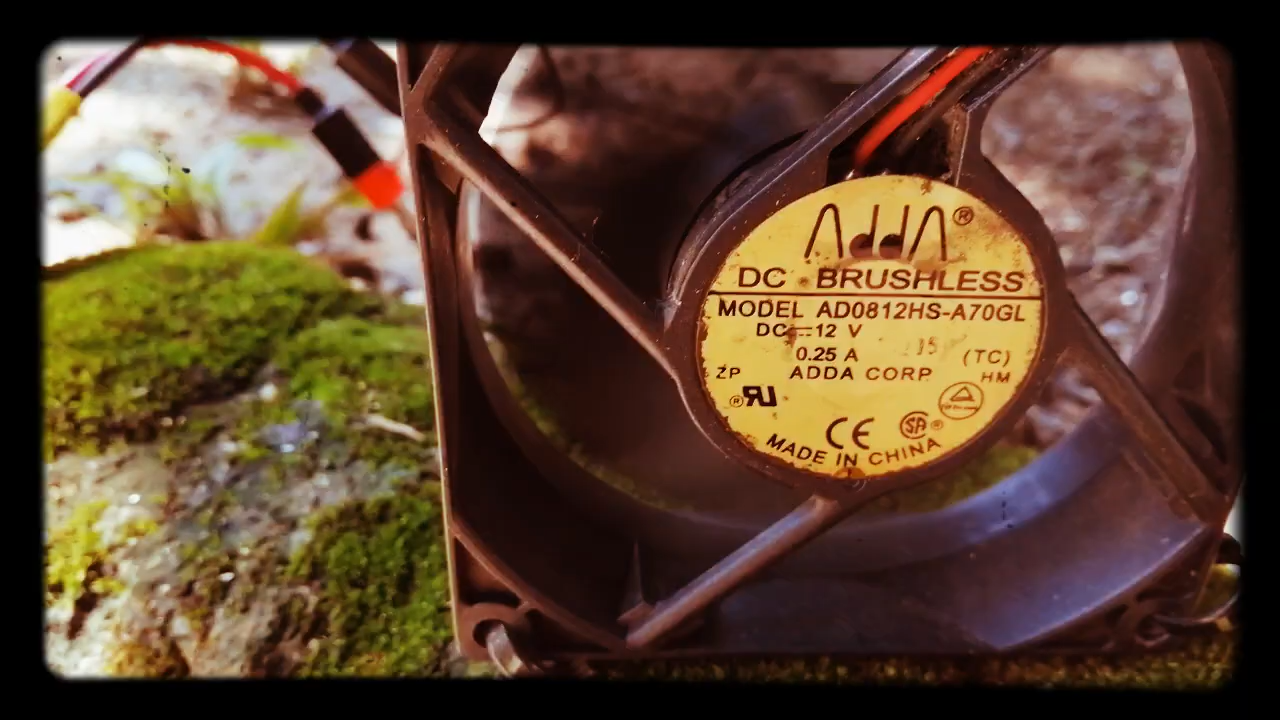 ADDA®
DC BRUSHLESS
MODEL AD0812HS-A70GL
DC⎓12 V
0.25 A (TC)
ZP ADDA CORP. HM
CE
SA®
MADE IN CHINA